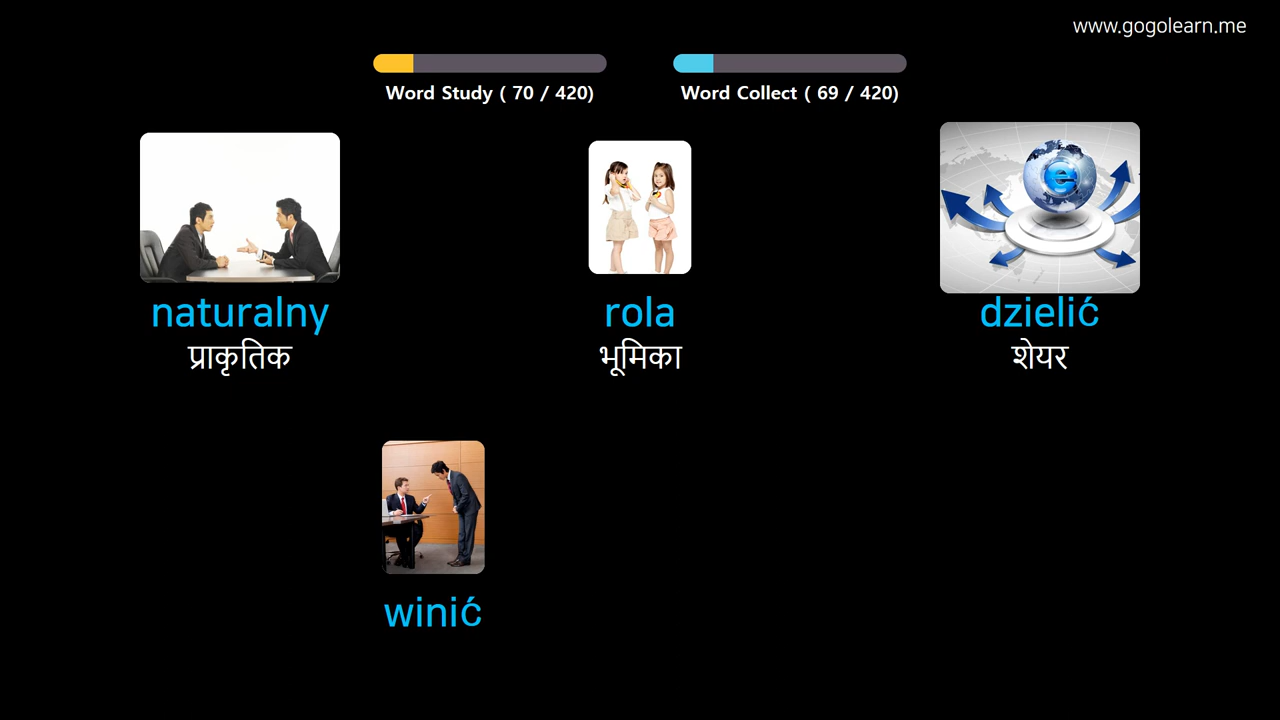 www.gogolearn.me
Word Study ( 70 / 420)
Word Collect ( 69 / 420)
naturalny
प्राकृतिक
rola
भूमिका
dzielić
शेयर
winić